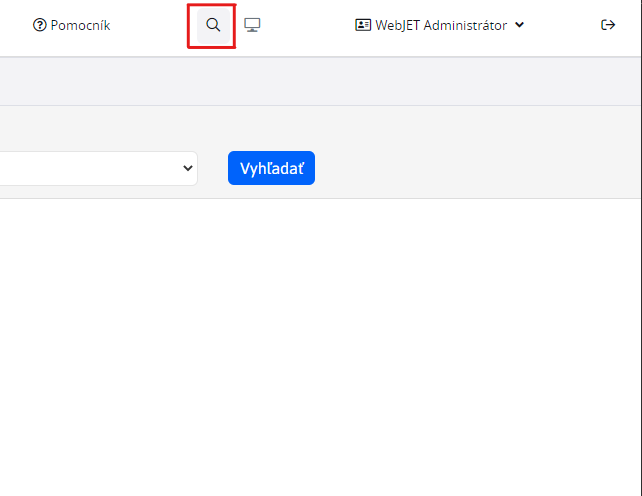 Pomocník
WebJET Administrátor
Vyhľadať